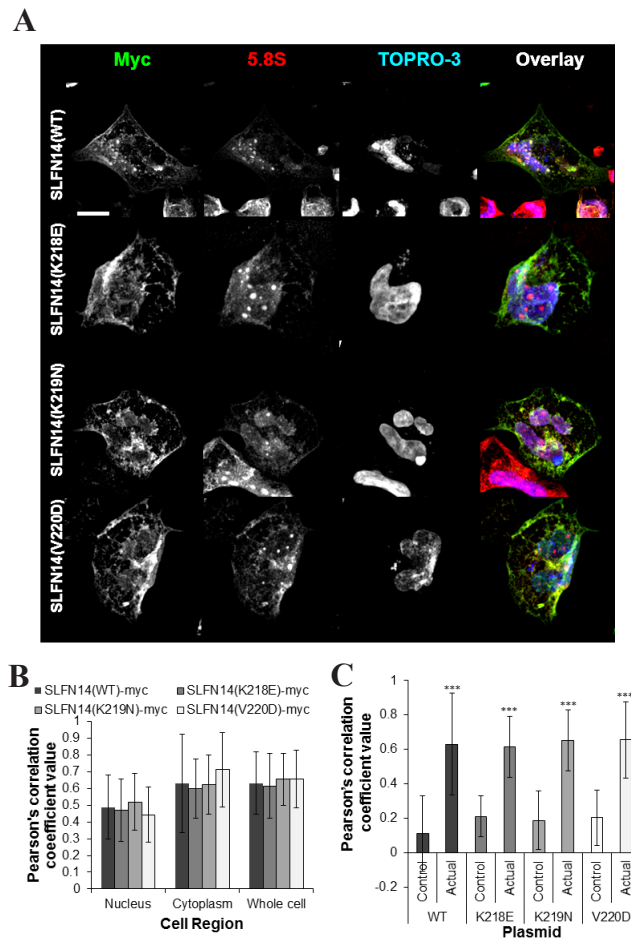 A
Myc 5.8S TOPRO-3 Overlay
SLFN14(WT)
SLFN14(K218E)
SLFN14(K219N)
SLFN14(V220D)
B
SLFN14(WT)-myc SLFN14(K218E)-myc
SLFN14(K219N)-myc SLFN14(V220D)-myc
Pearson's correlation
coeefficient value
0.9
0.8
0.7
0.6
0.5
0.4
0.3
0.2
0.1
0
Nucleus Cytoplasm Whole cell
Cell Region
C
Pearson's correlation
coefficient value
1
0.8
0.6
0.4
0.2
0
-0.2
*** *** *** ***
Control Actual Control Actual Control Actual Control Actual
WT K218E K219N V220D
Plasmid